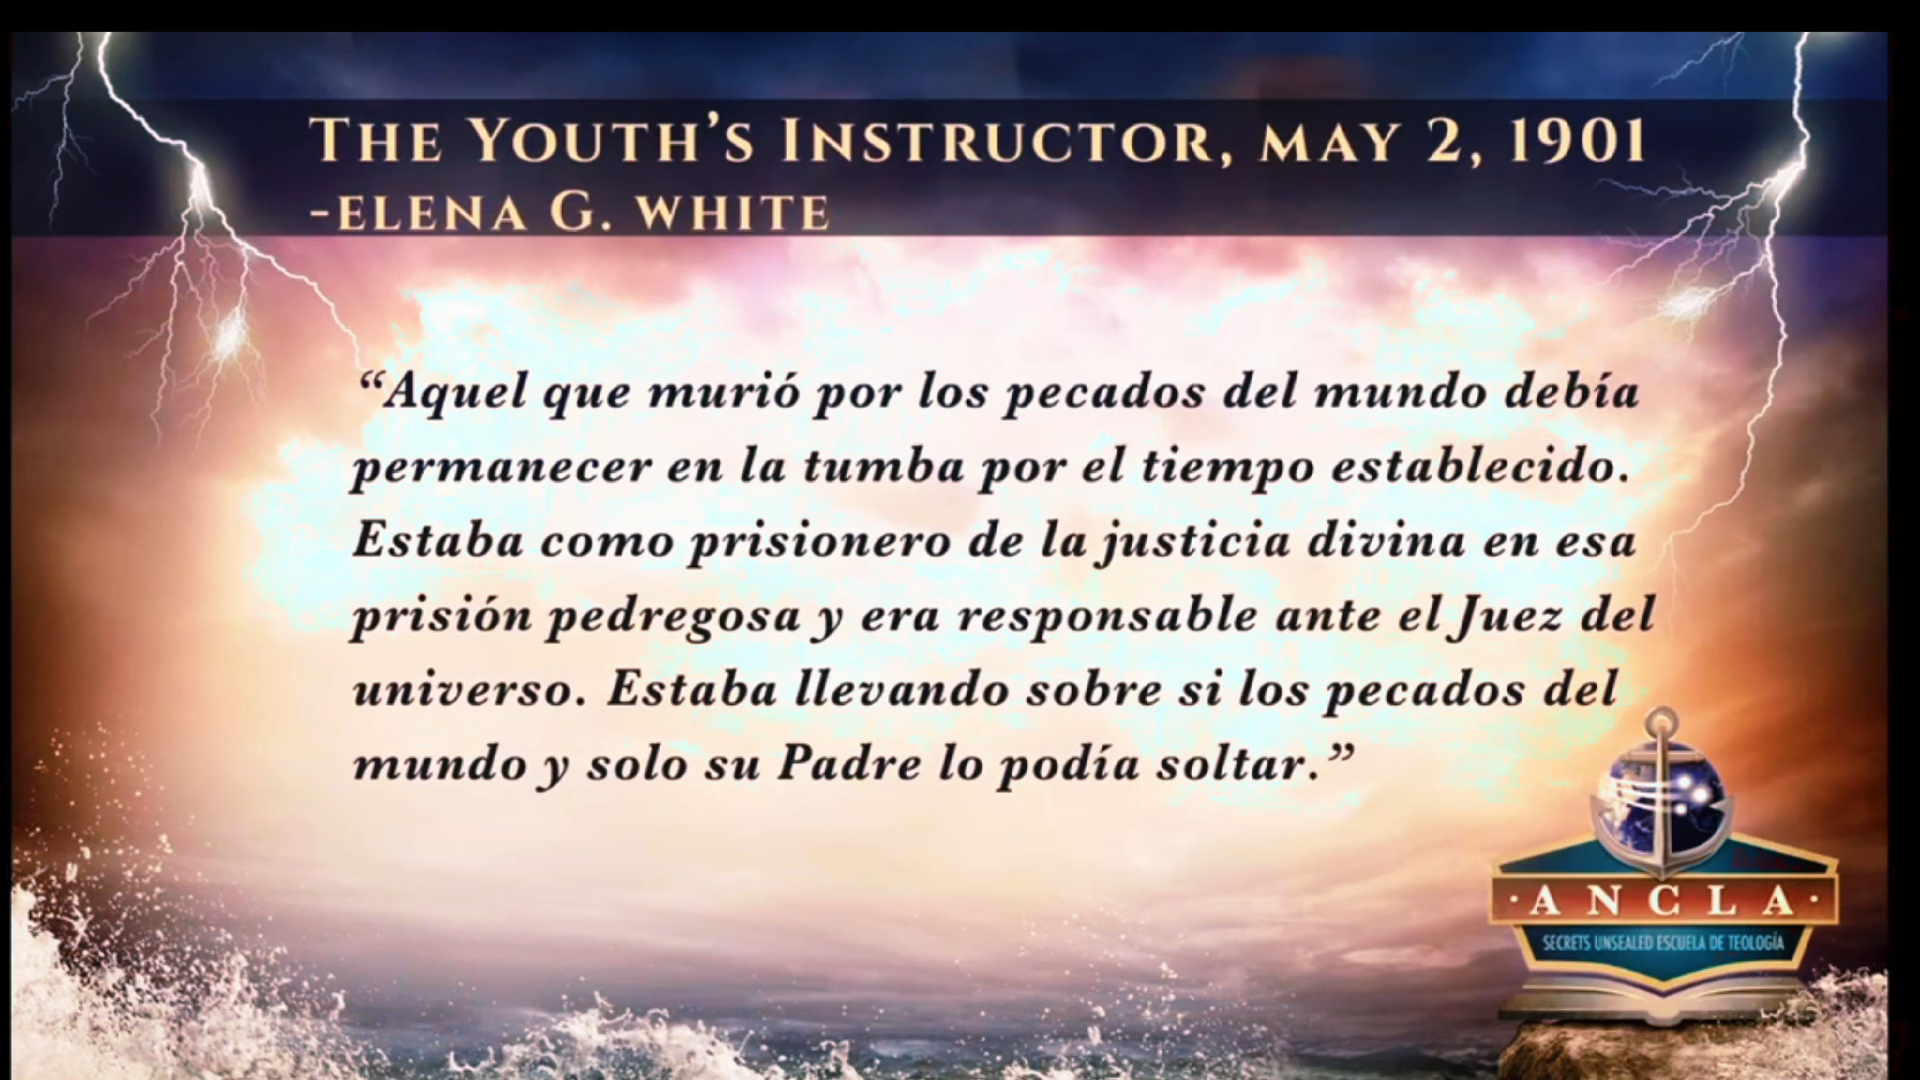 THE YOUTH’S INSTRUCTOR, MAY 2, 1901
-ELENA G. WHITE
“Aquel que murió por los pecados del mundo debía
permanecer en la tumba por el tiempo establecido.
Estaba como prisionero de la justicia divina en esa
prisión pedregosa y era responsable ante el Juez del
universo. Estaba llevando sobre si los pecados del
mundo y solo su Padre lo podía soltar.”
· ANCLA ·
SECRETS UNSEALED ESCUELA DE TEOLOGÍA